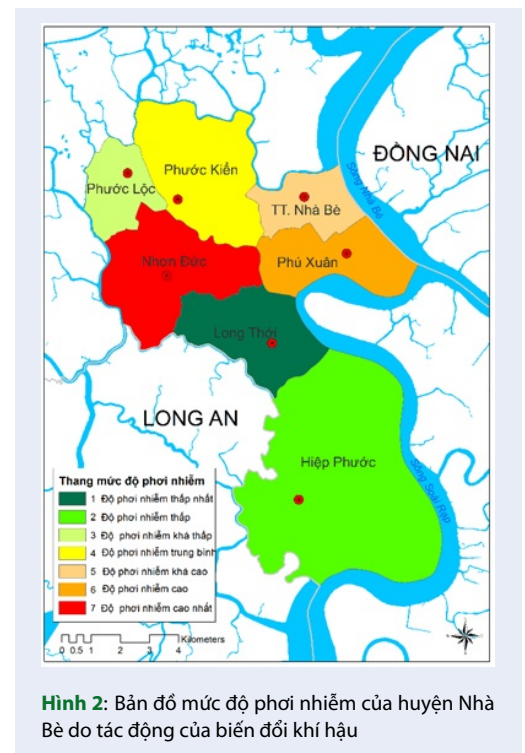 ĐỒNG NAI
Phước Kiển
Phước Lộc
Sông Nhà Bè
TT. Nhà Bè
Nhơn Đức
Phú Xuân
Long Thới
LONG AN
Hiệp Phước
Sông Soài Rạp
Thang mức độ phơi nhiễm
1 Độ phơi nhiễm thấp nhất
2 Độ phơi nhiễm thấp
3 Độ phơi nhiễm khá thấp
4 Độ phơi nhiễm trung bình
5 Độ phơi nhiễm khá cao
6 Độ phơi nhiễm cao
7 Độ phơi nhiễm cao nhất
Kilometers
0 0.5 1 2 3 4
Hình 2: Bản đồ mức độ phơi nhiễm của huyện Nhà
Bè do tác động của biến đổi khí hậu